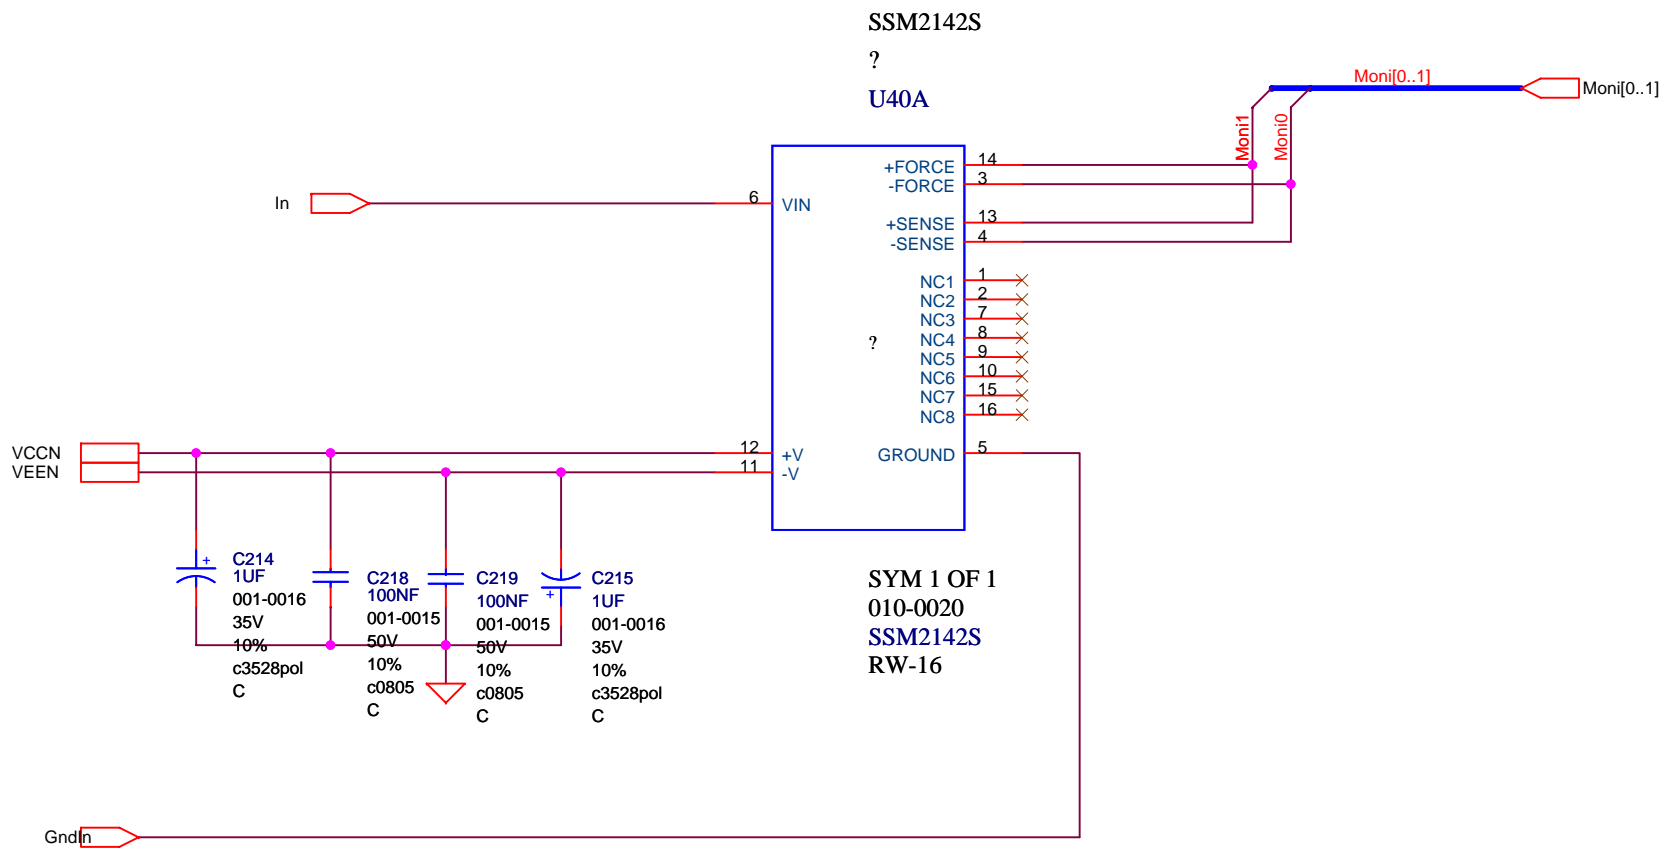 SSM2142S
?
U40A
Moni[0..1]
Moni[0..1]
Moni1
Moni0
In
6
VIN
+FORCE
14
-FORCE
3
+SENSE
13
-SENSE
4
NC1
1
NC2
2
NC3
7
NC4
8
NC5
9
NC6
10
NC7
15
NC8
16
?
VCCN
12
+V
VEEN
11
-V
GROUND
5
+
C214
1UF
001-0016
35V
10%
c3528pol
C
C218
100NF
001-0015
50V
10%
c0805
C
C219
100NF
001-0015
50V
10%
c0805
C
+
C215
1UF
001-0016
35V
10%
c3528pol
C
SYM 1 OF 1
010-0020
SSM2142S
RW-16
GndIn